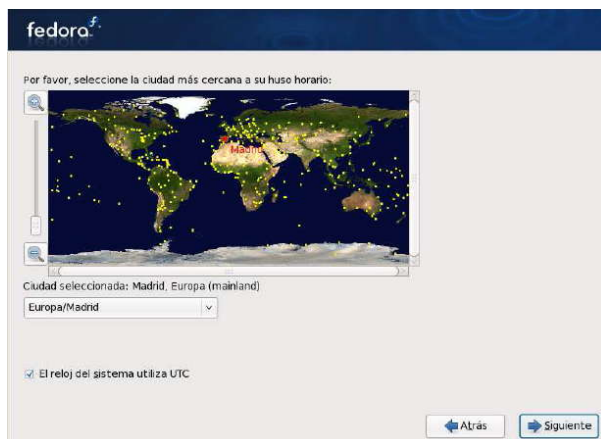 fedora
Por favor, seleccione la ciudad más cercana a su huso horario:
Madrid
Ciudad seleccionada: Madrid, Europa (mainland)
Europa/Madrid
El reloj del sistema utiliza UTC
Atrás
Siguiente